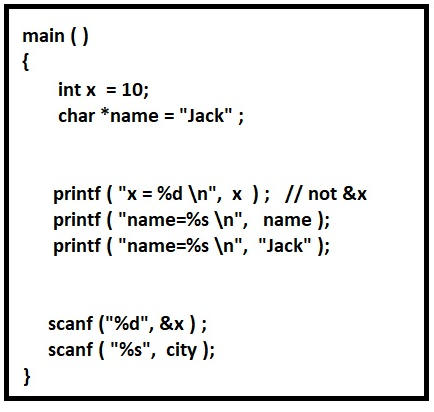 main ( )
{
int x  = 10;
char *name = "Jack" ;
printf ( "x = %d \n",  x  ) ;   // not &x
printf ( "name=%s \n",   name );
printf ( "name=%s \n",  "Jack" );
scanf ("%d", &x ) ;
scanf ( "%s",  city );
}